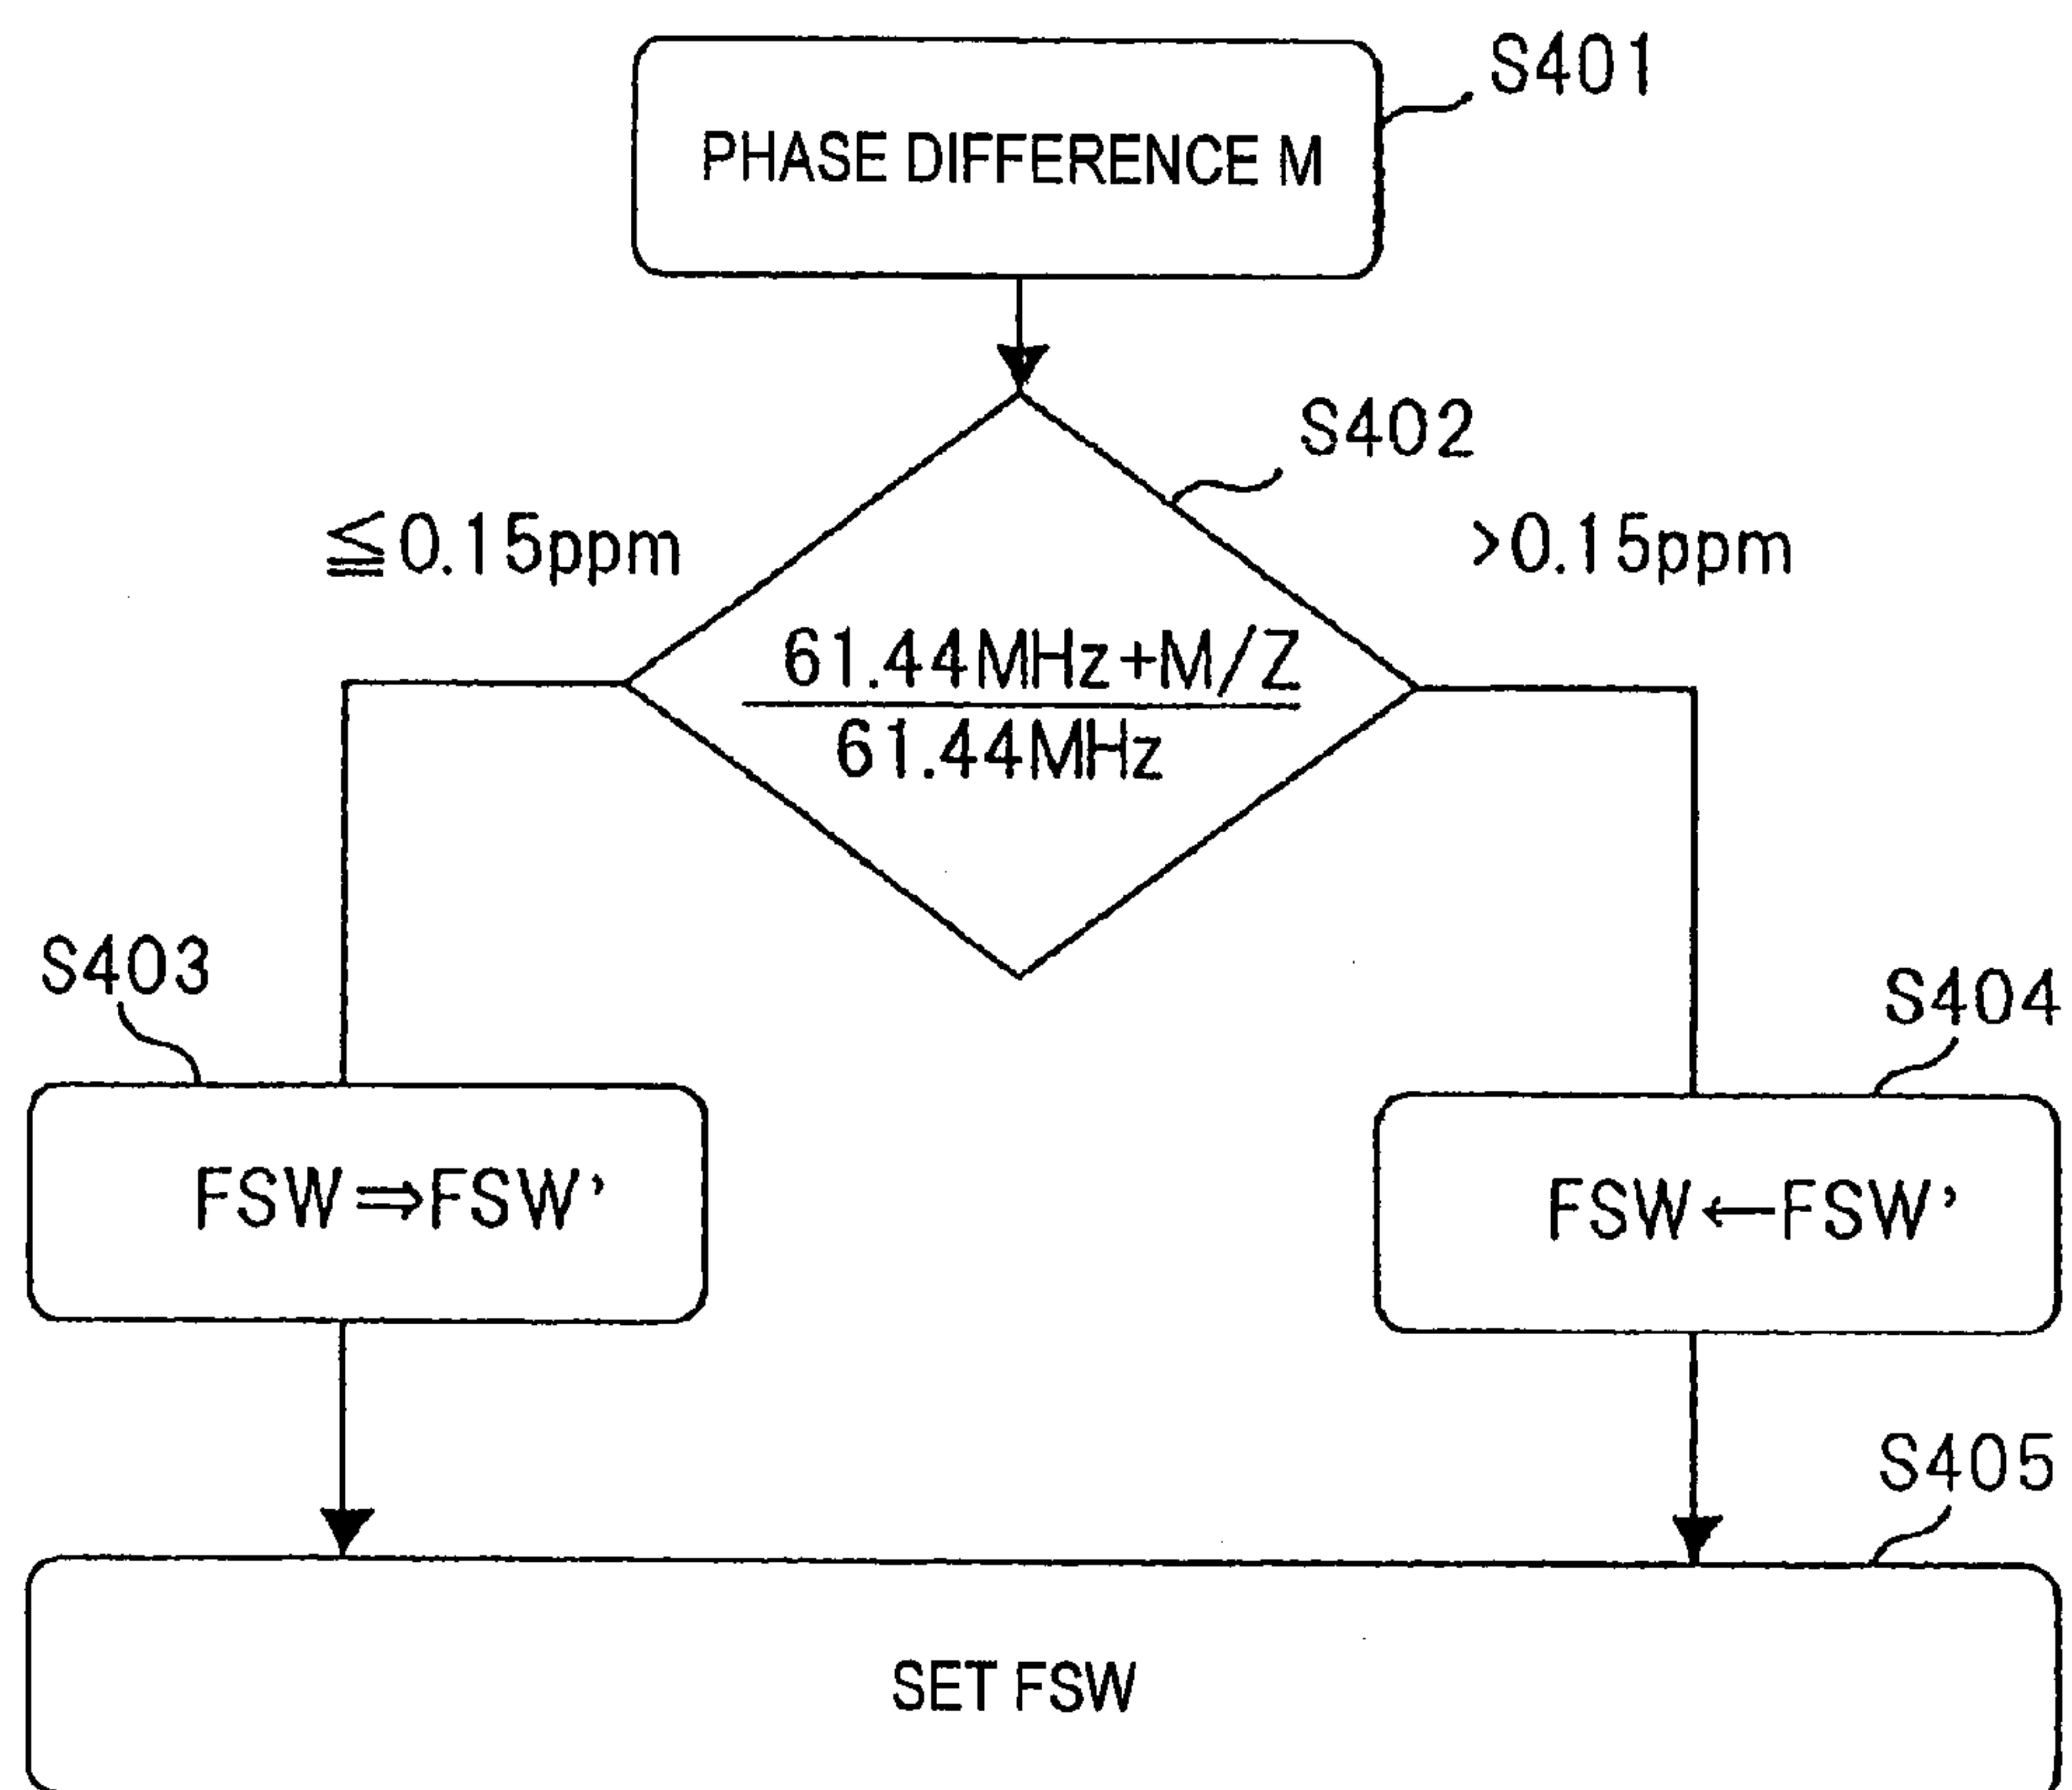 S401
PHASE DIFFERENCE M
S402
≦0.15ppm
>0.15ppm
61.44MHz+M/Z
61.44MHz
S403
S404
FSW⇒FSW'
FSW←FSW'
S405
SET FSW